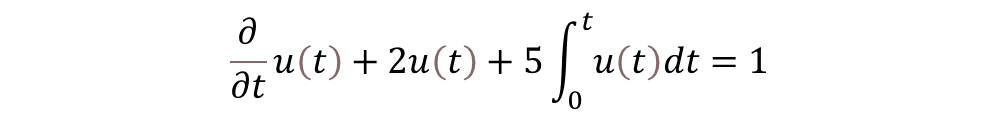 ∂/∂t u(t) + 2u(t) + 5 ∫₀ᵗ u(t)dt = 1